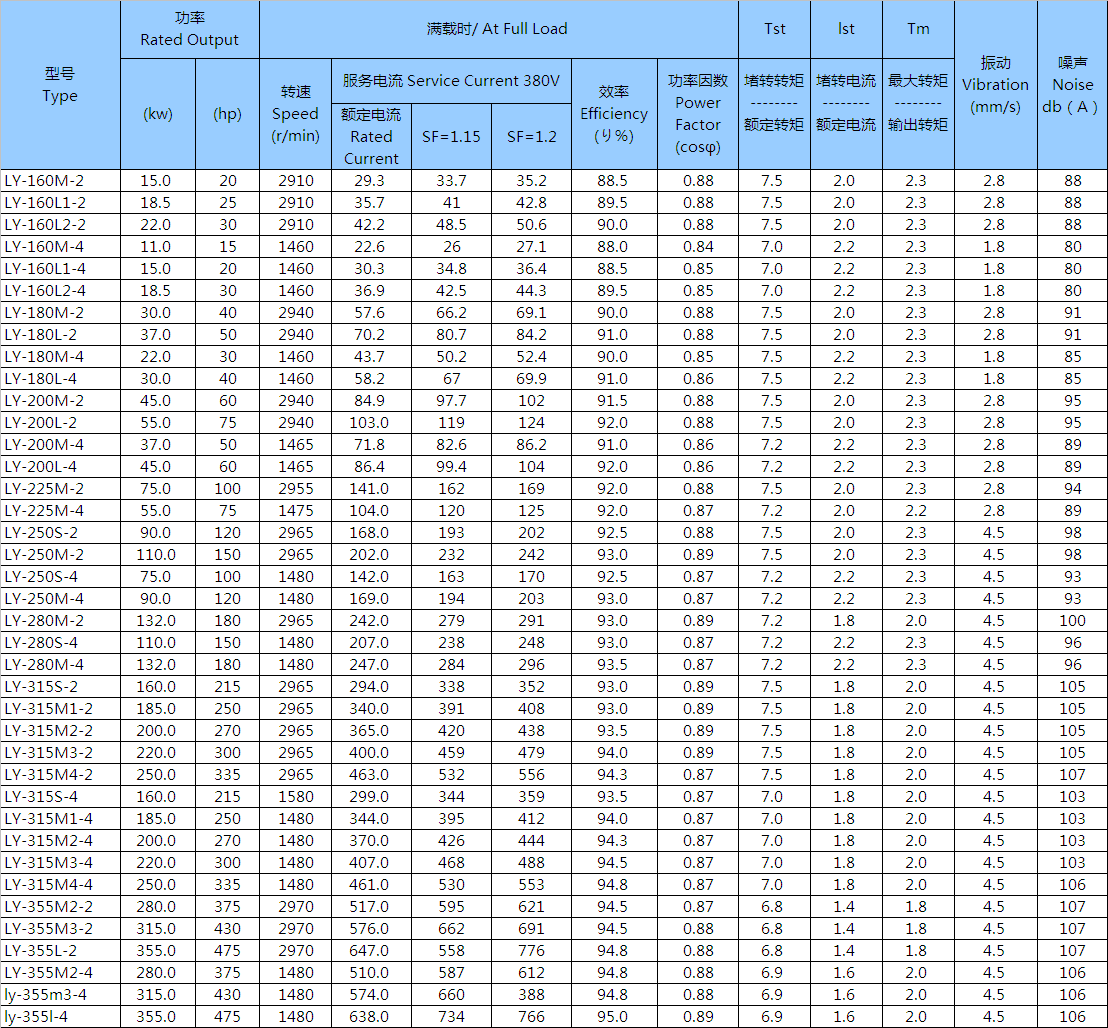 型号
Type
功率
Rated Output
满载时/ At Full Load
Tst
Ist
Tm
振动
Vibration
(mm/s)
噪声
Noise
db（A）
(kw)
(hp)
转速
Speed
(r/min)
服务电流 Service Current 380V
额定电流
Rated
Current
SF=1.15
SF=1.2
效率
Efficiency
(り%)
功率因数
Power
Factor
(cosφ)
堵转转矩
--------
额定转矩
堵转电流
--------
额定电流
最大转矩
--------
输出转矩
LY-160M-2 15.0 20 2910 29.3 33.7 35.2 88.5 0.88 7.5 2.0 2.3 2.8 88
LY-160L1-2 18.5 25 2910 35.7 41 42.8 89.5 0.88 7.5 2.0 2.3 2.8 88
LY-160L2-2 22.0 30 2910 42.2 48.5 50.6 90.0 0.88 7.5 2.0 2.3 2.8 88
LY-160M-4 11.0 15 1460 22.6 26 27.1 88.0 0.84 7.0 2.2 2.3 1.8 80
LY-160L1-4 15.0 20 1460 30.3 34.8 36.4 88.5 0.85 7.0 2.2 2.3 1.8 80
LY-160L2-4 18.5 30 1460 36.9 42.5 44.3 89.5 0.85 7.0 2.2 2.3 1.8 80
LY-180M-2 30.0 40 2940 57.6 66.2 69.1 90.0 0.88 7.5 2.0 2.3 2.8 91
LY-180L-2 37.0 50 2940 70.2 80.7 84.2 91.0 0.88 7.5 2.0 2.3 2.8 91
LY-180M-4 22.0 30 1460 43.7 50.2 52.4 90.0 0.85 7.5 2.2 2.3 1.8 85
LY-180L-4 30.0 40 1460 58.2 67 69.9 91.0 0.86 7.5 2.2 2.3 1.8 85
LY-200M-2 45.0 60 2940 84.9 97.7 102 91.5 0.88 7.5 2.0 2.3 2.8 95
LY-200L-2 55.0 75 2940 103.0 119 124 92.0 0.88 7.5 2.0 2.3 2.8 95
LY-200M-4 37.0 50 1465 71.8 82.6 86.2 91.0 0.86 7.2 2.2 2.3 2.8 89
LY-200L-4 45.0 60 1465 86.4 99.4 104 92.0 0.86 7.2 2.2 2.3 2.8 89
LY-225M-2 75.0 100 2955 141.0 162 169 92.0 0.88 7.5 2.0 2.3 2.8 94
LY-225M-4 55.0 75 1475 104.0 120 125 92.0 0.87 7.2 2.0 2.2 2.8 89
LY-250S-2 90.0 120 2965 168.0 193 202 92.5 0.88 7.5 2.0 2.3 4.5 98
LY-250M-2 110.0 150 2965 202.0 232 242 93.0 0.89 7.5 2.0 2.3 4.5 98
LY-250S-4 75.0 100 1480 142.0 163 170 92.5 0.87 7.2 2.2 2.3 4.5 93
LY-250M-4 90.0 120 1480 169.0 194 203 93.0 0.87 7.2 2.2 2.3 4.5 93
LY-280M-2 132.0 180 2965 242.0 279 291 93.0 0.89 7.2 1.8 2.0 4.5 100
LY-280S-4 110.0 150 1480 207.0 238 248 93.0 0.87 7.2 2.2 2.3 4.5 96
LY-280M-4 132.0 180 1480 247.0 284 296 93.5 0.87 7.2 2.2 2.3 4.5 96
LY-315S-2 160.0 215 2965 294.0 338 352 93.0 0.89 7.5 1.8 2.0 4.5 105
LY-315M1-2 185.0 250 2965 340.0 391 408 93.0 0.89 7.5 1.8 2.0 4.5 105
LY-315M2-2 200.0 270 2965 365.0 420 438 93.5 0.89 7.5 1.8 2.0 4.5 105
LY-315M3-2 220.0 300 2965 400.0 459 479 94.0 0.89 7.5 1.8 2.0 4.5 105
LY-315M4-2 250.0 335 2965 463.0 532 556 94.3 0.89 7.5 1.8 2.0 4.5 107
LY-315S-4 160.0 215 1580 299.0 344 359 93.5 0.87 7.0 1.8 2.0 4.5 103
LY-315M1-4 185.0 250 1480 344.0 395 412 94.0 0.87 7.0 1.8 2.0 4.5 103
LY-315M2-4 200.0 270 1480 370.0 426 444 94.3 0.87 7.0 1.8 2.0 4.5 103
LY-315M3-4 220.0 300 1480 407.0 468 488 94.5 0.87 7.0 1.8 2.0 4.5 103
LY-315M4-4 250.0 335 1480 461.0 530 553 94.8 0.87 7.0 1.8 2.0 4.5 106
LY-355M2-2 280.0 375 2970 517.0 595 621 94.5 0.87 6.8 1.4 1.8 4.5 107
LY-355M3-2 315.0 430 2970 576.0 662 691 94.5 0.88 6.8 1.4 1.8 4.5 107
LY-355L-2 355.0 475 2970 647.0 558 776 94.8 0.88 6.8 1.4 1.8 4.5 107
LY-355M2-4 280.0 375 1480 510.0 587 612 94.8 0.88 6.9 1.6 2.0 4.5 106
ly-355m3-4 315.0 430 1480 574.0 660 388 94.8 0.88 6.9 1.6 2.0 4.5 106
ly-355l-4 355.0 475 1480 638.0 734 766 95.0 0.89 6.9 1.6 2.0 4.5 106